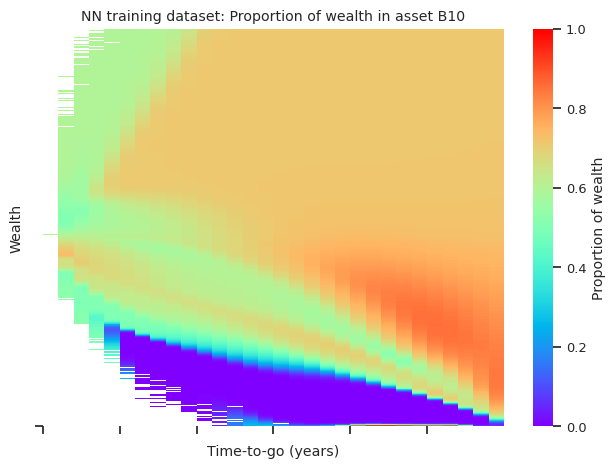 NN training dataset: Proportion of wealth in asset B10
Wealth
Time-to-go (years)
1.0
0.8
0.6
0.4
0.2
0.0
Proportion of wealth